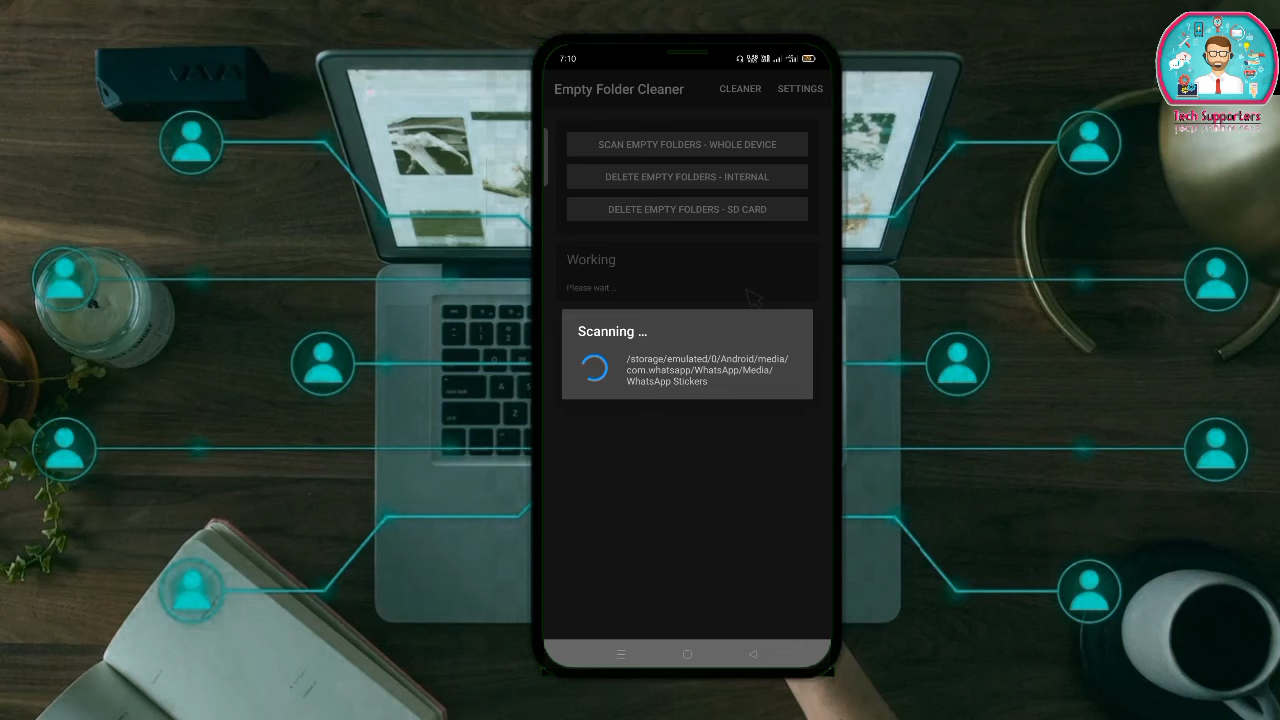 Tech Supporters
7:10
Empty Folder Cleaner
CLEANER
SETTINGS
SCAN EMPTY FOLDERS - WHOLE DEVICE
DELETE EMPTY FOLDERS - INTERNAL
DELETE EMPTY FOLDERS - SD CARD
Working
Please wait ...
Scanning ...
/storage/emulated/0/Android/media/
com.whatsapp/WhatsApp/Media/
WhatsApp Stickers